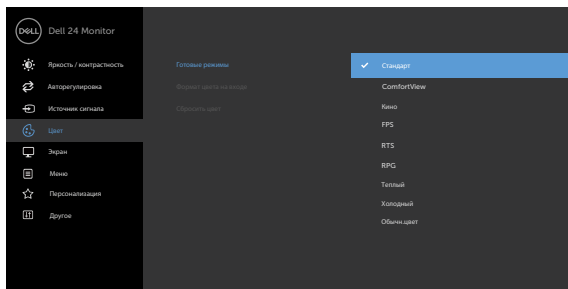 DELL Dell 24 Monitor
Яркость / контрастность
Авторегулировка
Источник сигнала
Цвет
Экран
Меню
Персонализация
Другое
Готовые режимы
Формат цвета на входе
Сбросить цвет
Стандарт
ComfortView
Кино
FPS
RTS
RPG
Теплый
Холодный
Обычн.цвет